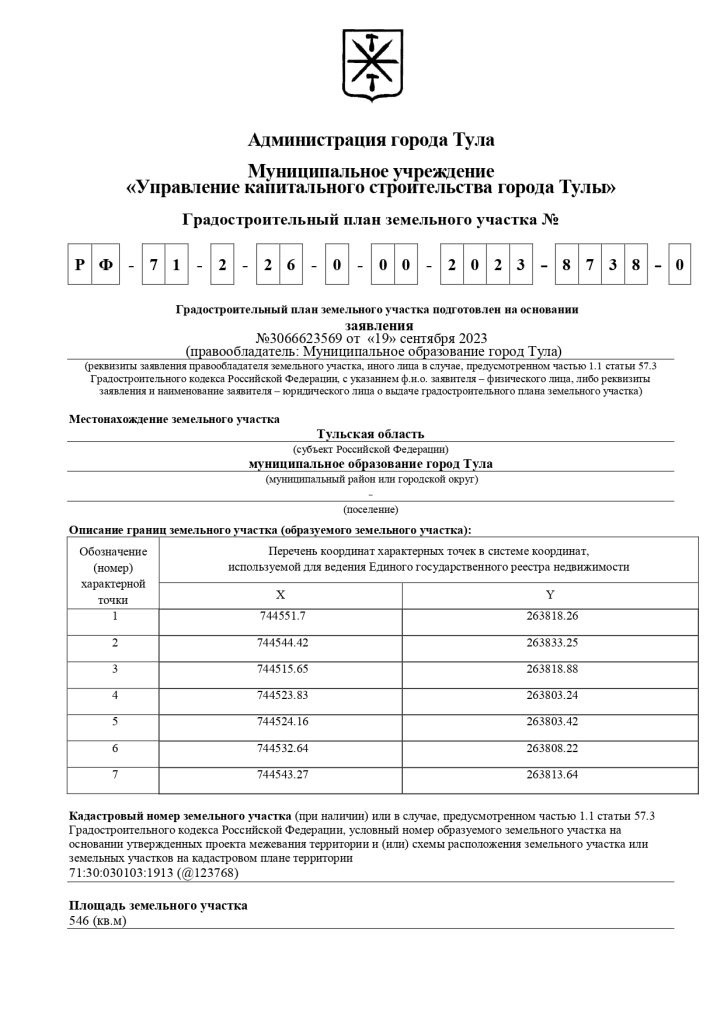 Администрация города Тула
Муниципальное учреждение
«Управление капитального строительства города Тулы»
Градостроительный план земельного участка №
Р Ф - 7 1 - 2 - 2 6 - 0 - 0 0 - 2 0 2 3 – 8 7 3 8 – 0
Градостроительный план земельного участка подготовлен на основании
заявления
№3066623569 от «19» сентября 2023
(правообладатель: Муниципальное образование город Тула)
(реквизиты заявления правообладателя земельного участка, иного лица в случае, предусмотренном частью 1.1 статьи 57.3
Градостроительного кодекса Российской Федерации, с указанием ф.и.о. заявителя – физического лица, либо реквизиты
заявления и наименование заявителя – юридического лица о выдаче градостроительного плана земельного участка)
Местонахождение земельного участка
Тульская область
(субъект Российской Федерации)
муниципальное образование город Тула
(муниципальный район или городской округ)
-
(поселение)
Описание границ земельного участка (образуемого земельного участка):
Обозначение
(номер)
характерной
точки
Перечень координат характерных точек в системе координат,
используемой для ведения Единого государственного реестра недвижимости
X Y
1 744551.7 263818.26
2 744544.42 263833.25
3 744515.65 263818.88
4 744523.83 263803.24
5 744524.16 263803.42
6 744532.64 263808.22
7 744543.27 263813.64
Кадастровый номер земельного участка (при наличии) или в случае, предусмотренном частью 1.1 статьи 57.3
Градостроительного кодекса Российской Федерации, условный номер образуемого земельного участка на
основании утвержденных проекта межевания территории и (или) схемы расположения земельного участка или
земельных участков на кадастровом плане территории
71:30:030103:1913 (@123768)
Площадь земельного участка
546 (кв.м)